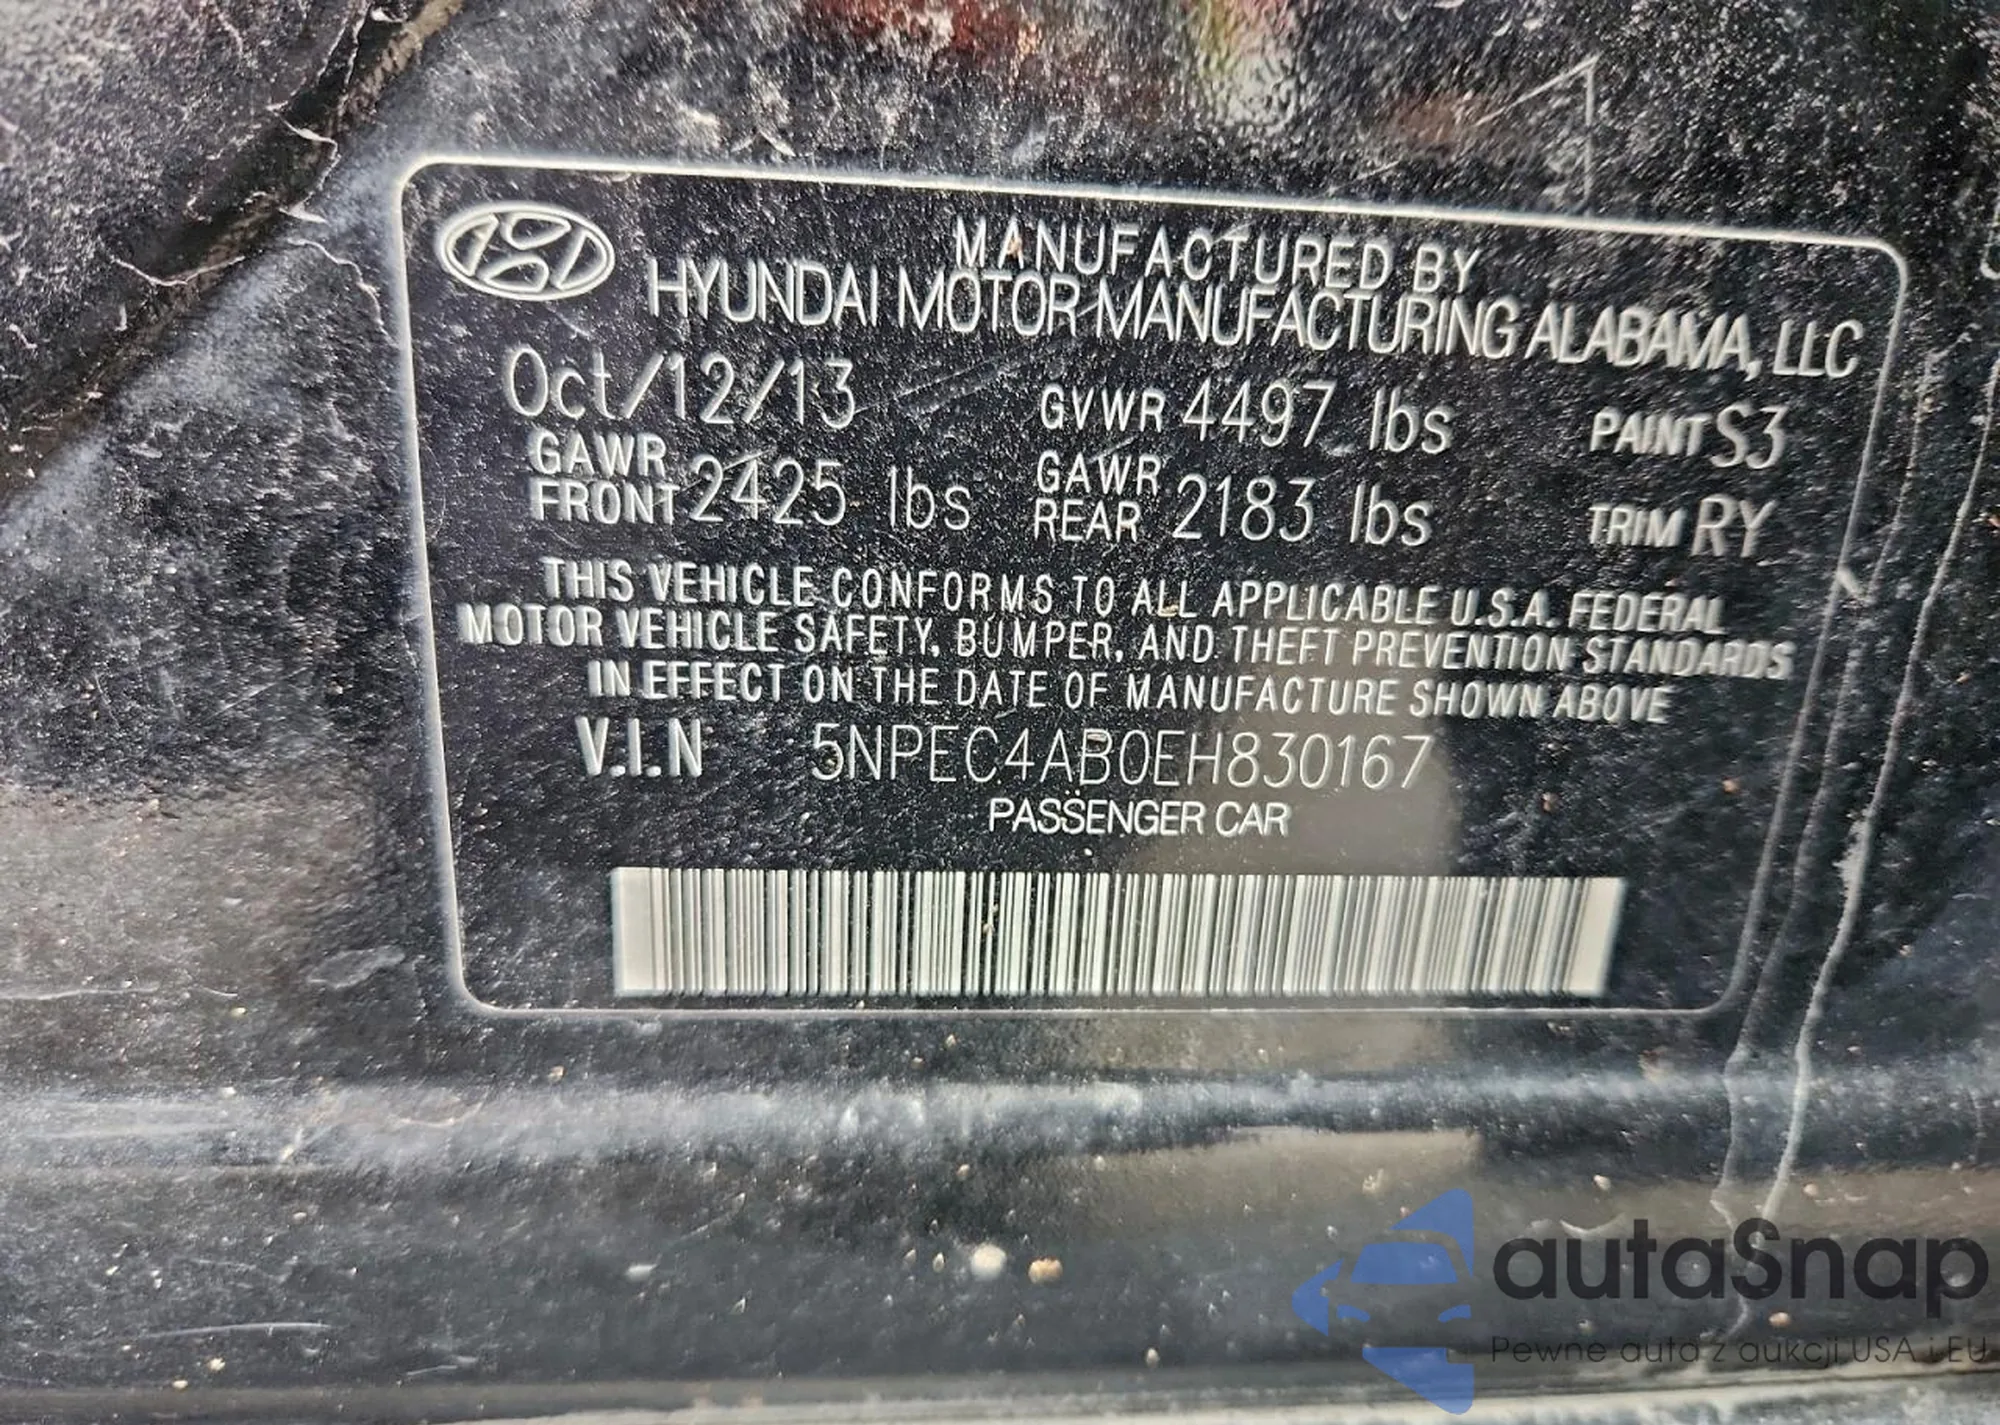 MANUFACTURED BY
HYUNDAI MOTOR MANUFACTURING ALABAMA, LLC
Oct/12/13 GVWR 4497 lbs PAINT S3
GAWR FRONT 2425 lbs GAWR REAR 2183 lbs TRIM RY
THIS VEHICLE CONFORMS TO ALL APPLICABLE U.S.A. FEDERAL
MOTOR VEHICLE SAFETY, BUMPER, AND THEFT PREVENTION STANDARDS
IN EFFECT ON THE DATE OF MANUFACTURE SHOWN ABOVE
V.I.N 5NPEC4AB0EH830167
PASSENGER CAR
autaSnap
Pewne auta z aukcji USA i EU